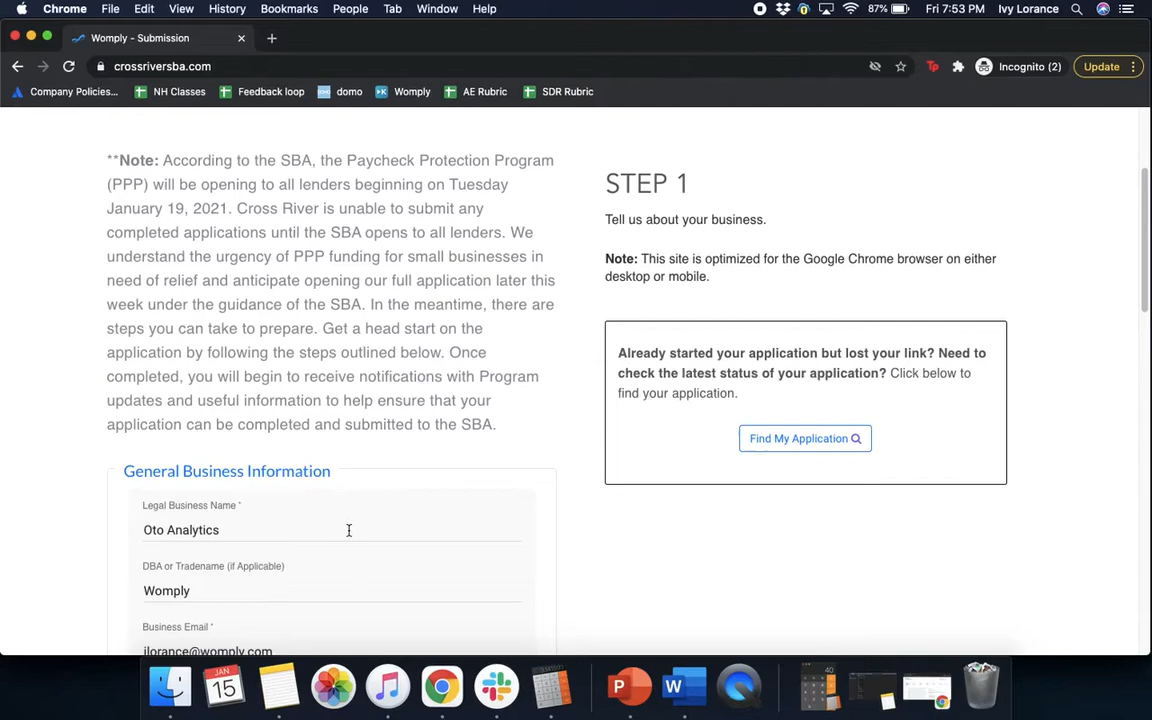 Chrome File Edit View History Bookmarks People Tab Window Help 87% Fri 7:53 PM Ivy Lorance
Womply - Submission
crossriversba.com Incognito (2) Update
Company Policies... NH Classes Feedback loop domo Womply AE Rubric SDR Rubric
**Note: According to the SBA, the Paycheck Protection Program
(PPP) will be opening to all lenders beginning on Tuesday
January 19, 2021. Cross River is unable to submit any
completed applications until the SBA opens to all lenders. We
understand the urgency of PPP funding for small businesses in
need of relief and anticipate opening our full application later this
week under the guidance of the SBA. In the meantime, there are
steps you can take to prepare. Get a head start on the
application by following the steps outlined below. Once
completed, you will begin to receive notifications with Program
updates and useful information to help ensure that your
application can be completed and submitted to the SBA.
General Business Information
Legal Business Name *
Oto Analytics
DBA or Tradename (if Applicable)
Womply
Business Email *
ilorance@womply.com
STEP 1
Tell us about your business.
Note: This site is optimized for the Google Chrome browser on either
desktop or mobile.
Already started your application but lost your link? Need to
check the latest status of your application? Click below to
find your application.
Find My Application
JAN
15
P
W
40